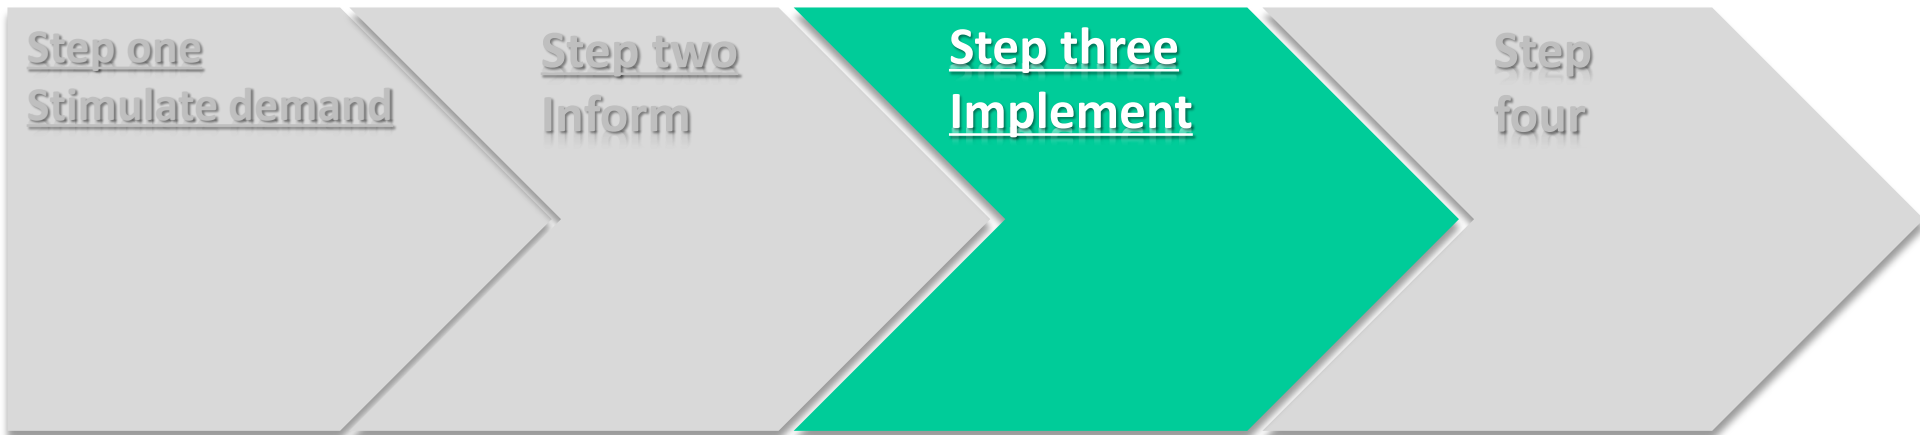 Step one
Stimulate demand
Step two
Inform
Step three
Implement
Step
four